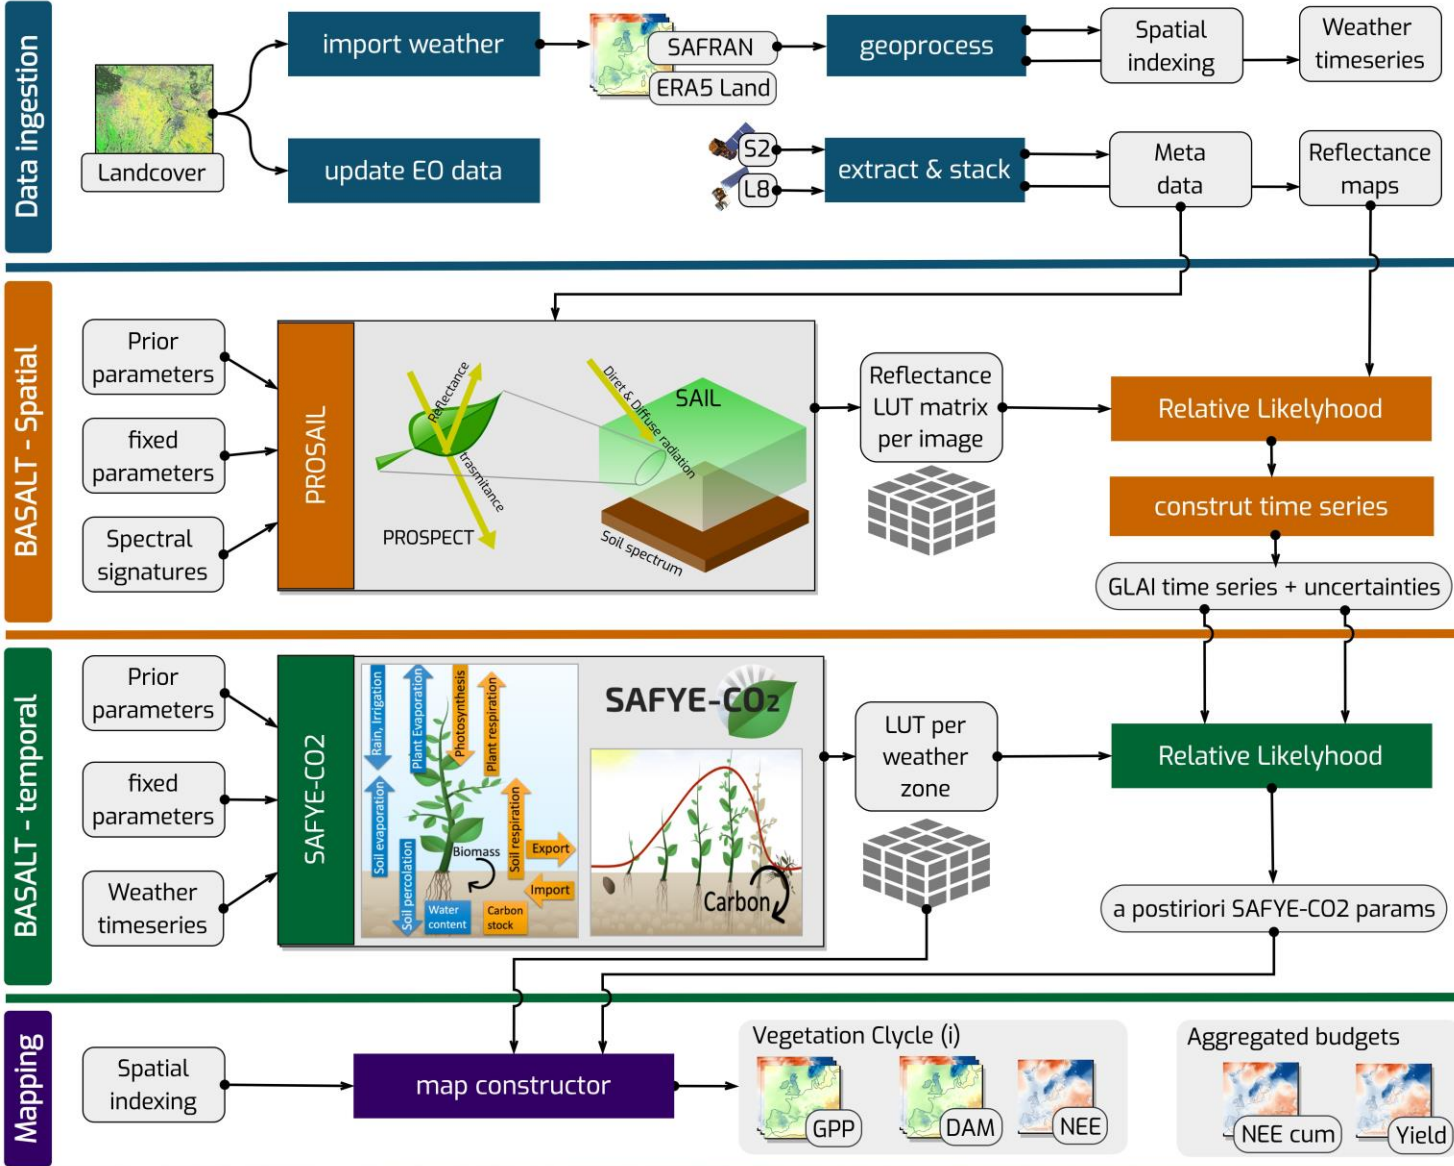 Data ingestion
Landcover
import weather
update EO data
SAFRAN
ERA5 Land
geoprocess
Spatial
indexing
Weather
timeseries
S2
L8
extract & stack
Meta
data
Reflectance
maps
BASALT - Spatial
Prior
parameters
fixed
parameters
Spectral
signatures
PROSAIL
Reflectance
trasmitance
PROSPECT
Diret & Diffuse radiation
SAIL
Soil spectrum
Reflectance
LUT matrix
per image
Relative Likelyhood
construt time series
GLAI time series + uncertainties
BASALT - temporal
Prior
parameters
fixed
parameters
Weather
timeseries
SAFYE-CO2
Rain, Irrigation
Plant Evaporation
Photosynthesis
Plant respiration
Soil evaporation
Soil percolation
Biomass
Soil respiration
Export
Import
Water
content
Carbon
stock
SAFYE-CO2
Carbon
LUT per
weather
zone
Relative Likelyhood
a postiriori SAFYE-CO2 params
Mapping
Spatial
indexing
map constructor
Vegetation Clycle (i)
GPP
DAM
NEE
Aggregated budgets
NEE cum
Yield